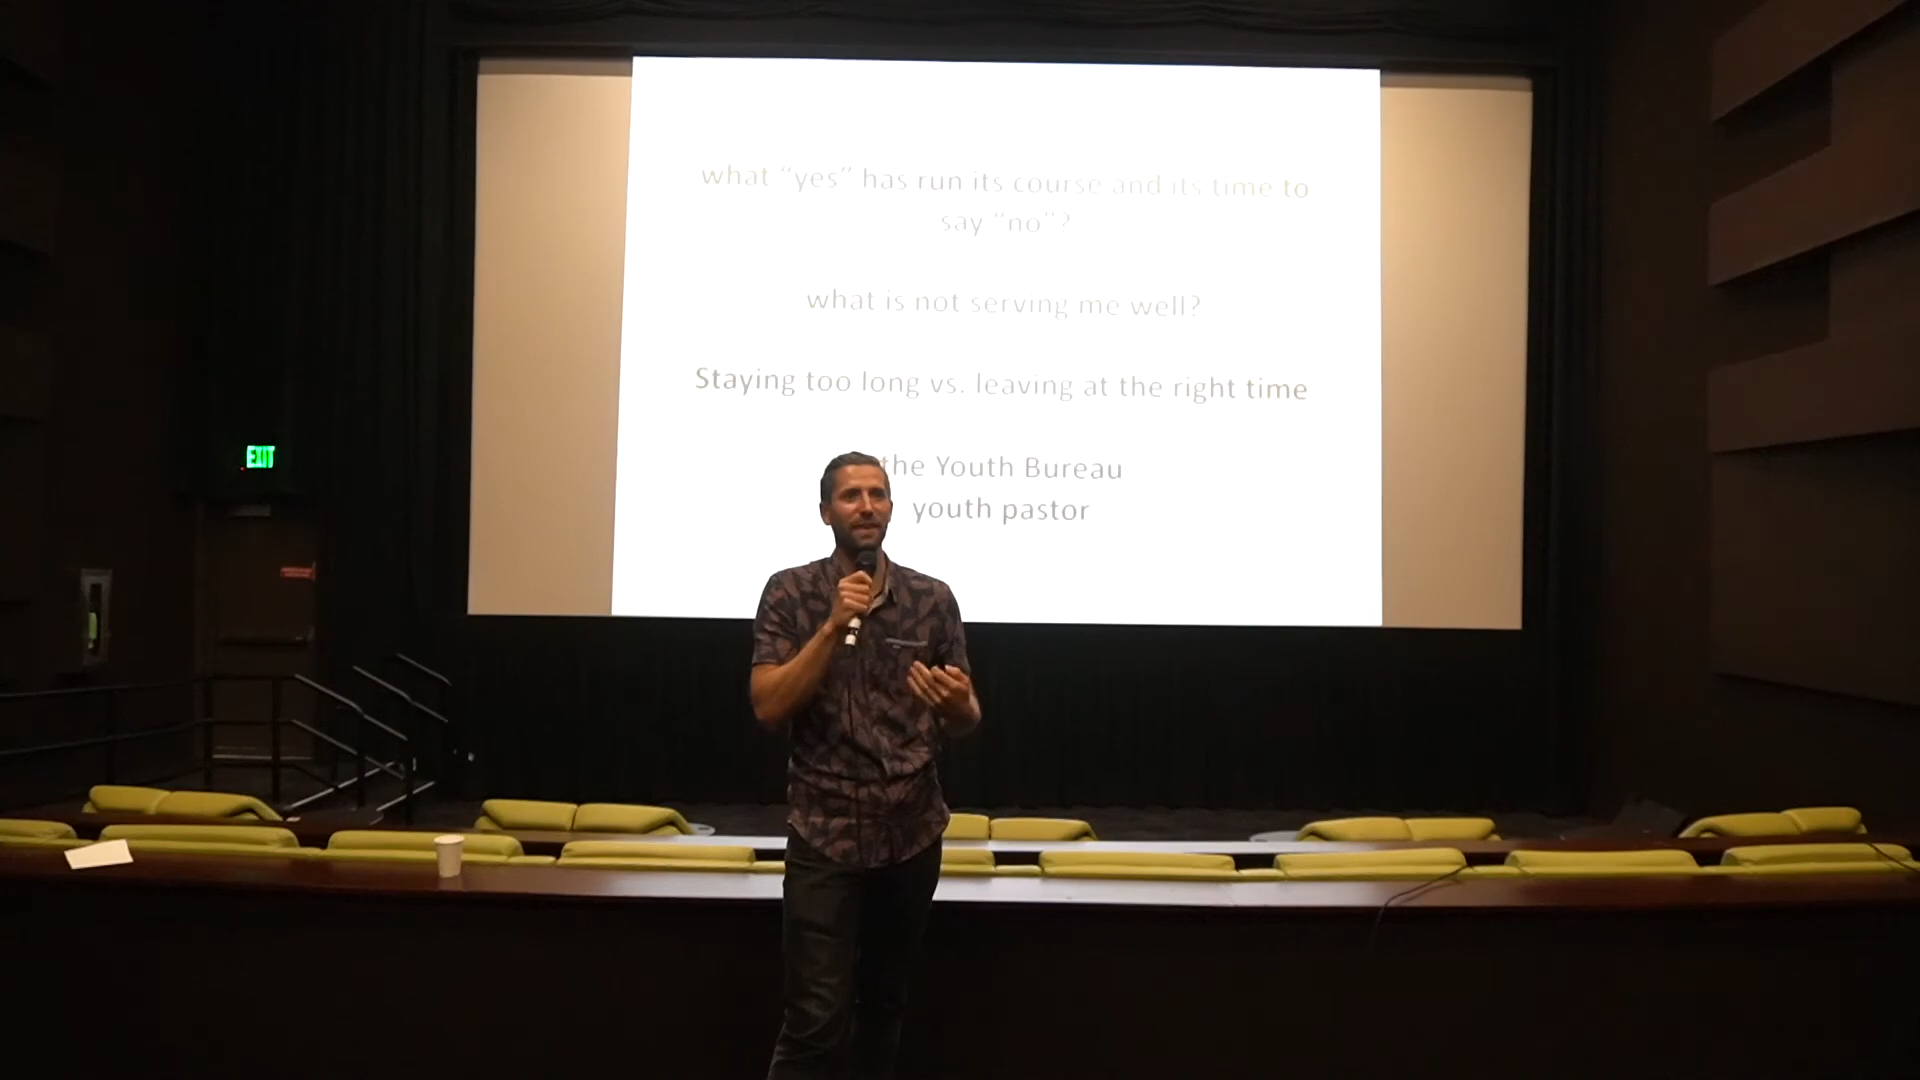 what “yes” has run its course and its time to
say “no”?
what is not serving me well?
Staying too long vs. leaving at the right time
the Youth Bureau
youth pastor
EXIT